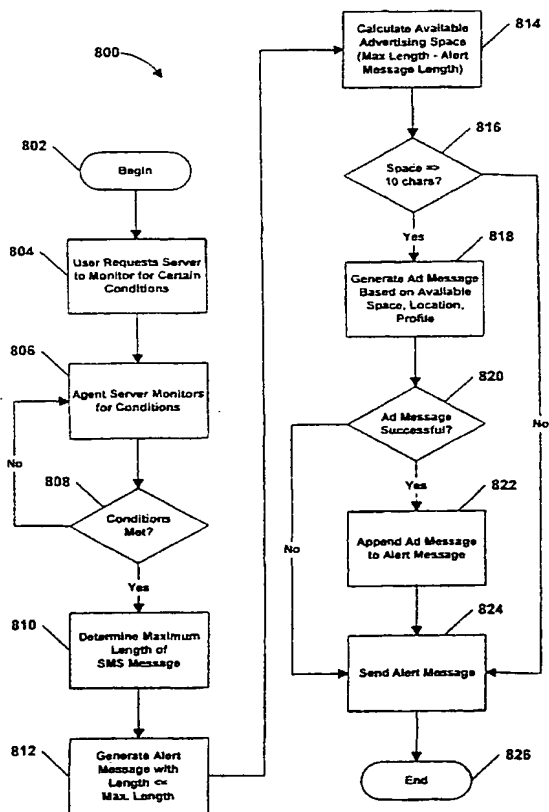 800
802
Begin
804
User Requests Server
to Monitor for Certain
Conditions
806
Agent Server Monitors
for Conditions
No
808
Conditions
Met?
Yes
810
Determine Maximum
Length of
SMS Message
812
Generate Alert
Message with
Length <=
Max. Length
Calculate Available
Advertising Space
(Max Length - Alert
Message Length)
814
816
Space =>
10 chars?
Yes
818
Generate Ad Message
Based on Available
Space, Location,
Profile
820
Ad Message
Successful?
No
Yes
822
No
Append Ad Message
to Alert Message
824
Send Alert Message
826
End